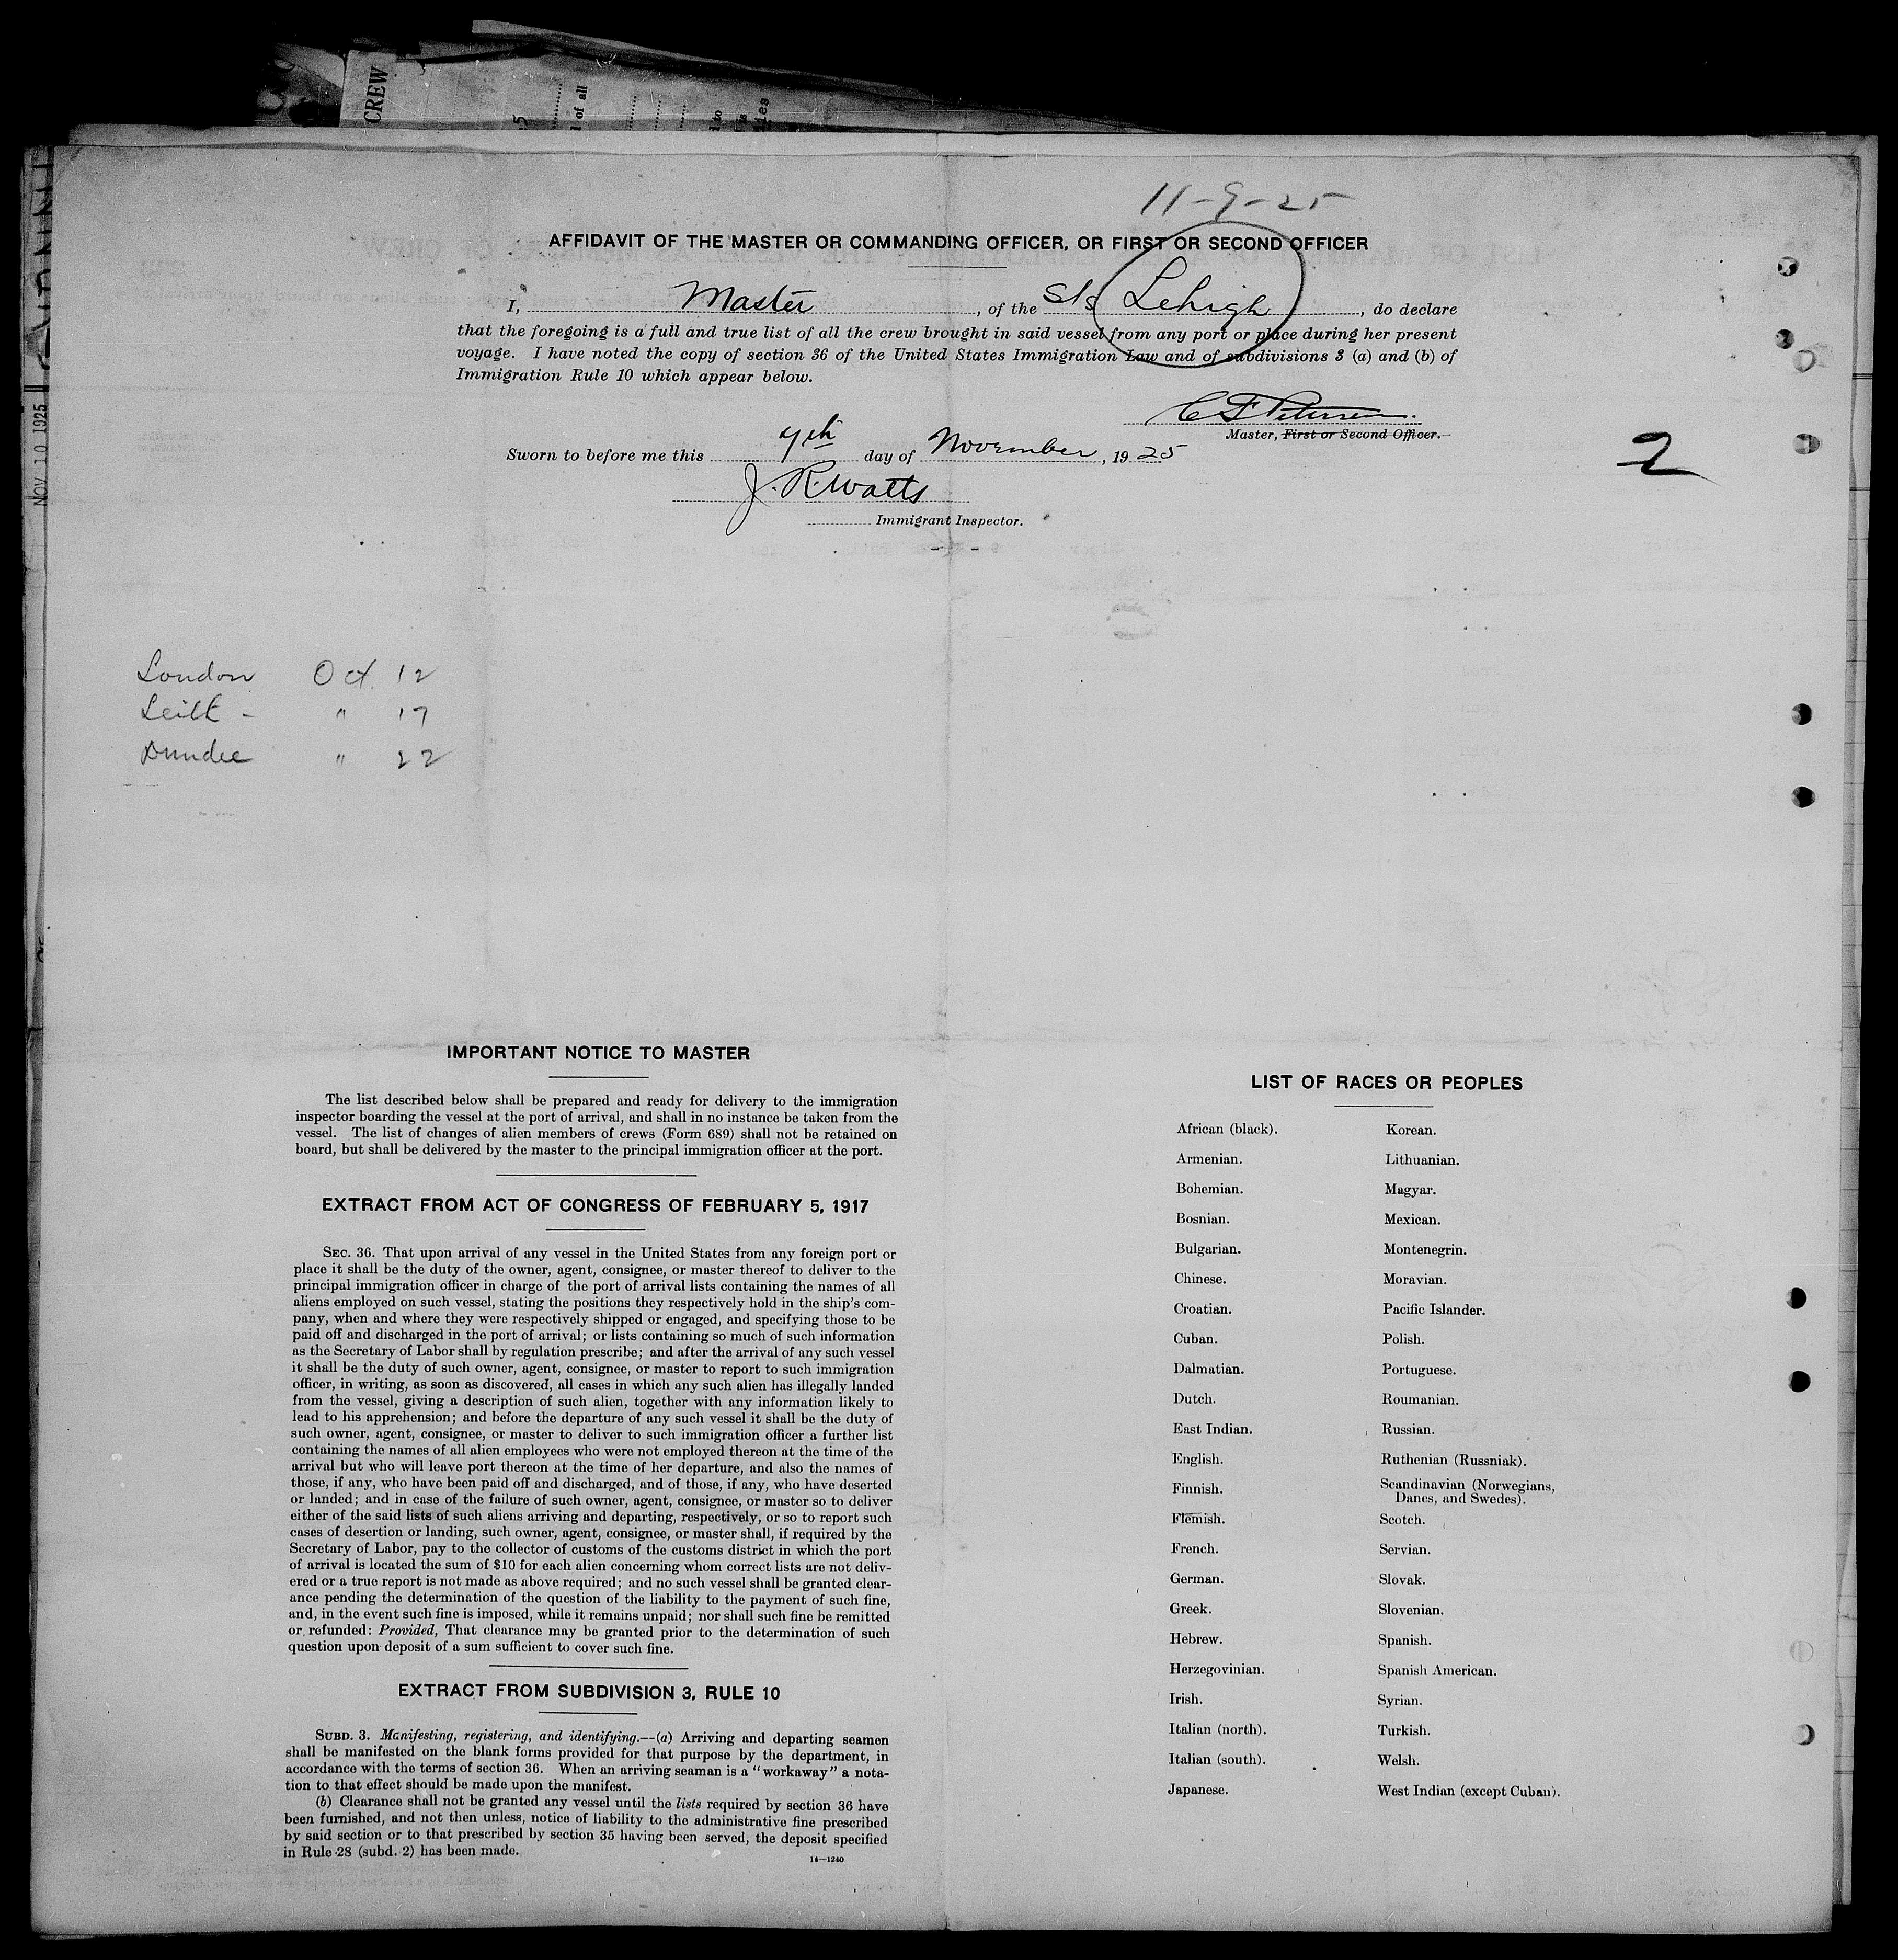 CREW
of all
11-9-25
AFFIDAVIT OF THE MASTER OR COMMANDING OFFICER, OR FIRST OR SECOND OFFICER
I, Master, of the S/S Lehigh, do declare
that the foregoing is a full and true list of all the crew brought in said vessel from any port or place during her present
voyage. I have noted the copy of section 36 of the United States Immigration Law and of subdivisions 3 (a) and (b) of
Immigration Rule 10 which appear below.
C F Petersen.
Master, First or Second Officer.
Sworn to before me this 9th day of November, 1925
J. R. Watts
Immigrant Inspector.
2
NOV 10 1925
London Oct. 12
Leith - " 17
Dundee " 22
IMPORTANT NOTICE TO MASTER
The list described below shall be prepared and ready for delivery to the immigration
inspector boarding the vessel at the port of arrival, and shall in no instance be taken from the
vessel. The list of changes of alien members of crews (Form 689) shall not be retained on
board, but shall be delivered by the master to the principal immigration officer at the port.
EXTRACT FROM ACT OF CONGRESS OF FEBRUARY 5, 1917
SEC. 36. That upon arrival of any vessel in the United States from any foreign port or
place it shall be the duty of the owner, agent, consignee, or master thereof to deliver to the
principal immigration officer in charge of the port of arrival lists containing the names of all
aliens employed on such vessel, stating the positions they respectively hold in the ship's com-
pany, when and where they were respectively shipped or engaged, and specifying those to be
paid off and discharged in the port of arrival; or lists containing so much of such information
as the Secretary of Labor shall by regulation prescribe; and after the arrival of any such vessel
it shall be the duty of such owner, agent, consignee, or master to report to such immigration
officer, in writing, as soon as discovered, all cases in which any such alien has illegally landed
from the vessel, giving a description of such alien, together with any information likely to
lead to his apprehension; and before the departure of any such vessel it shall be the duty of
such owner, agent, consignee, or master to deliver to such immigration officer a further list
containing the names of all alien employees who were not employed thereon at the time of the
arrival but who will leave port thereon at the time of her departure, and also the names of
those, if any, who have been paid off and discharged, and of those, if any, who have deserted
or landed; and in case of the failure of such owner, agent, consignee, or master so to deliver
either of the said lists of such aliens arriving and departing, respectively, or so to report such
cases of desertion or landing, such owner, agent, consignee, or master shall, if required by the
Secretary of Labor, pay to the collector of customs of the customs district in which the port
of arrival is located the sum of $10 for each alien concerning whom correct lists are not deliv-
ered or a true report is not made as above required; and no such vessel shall be granted clear-
ance pending the determination of the question of the liability to the payment of such fine,
and, in the event such fine is imposed, while it remains unpaid; nor shall such fine be remitted
or refunded: Provided, That clearance may be granted prior to the determination of such
question upon deposit of a sum sufficient to cover such fine.
EXTRACT FROM SUBDIVISION 3, RULE 10
SUBD. 3. Manifesting, registering, and identifying.—(a) Arriving and departing seamen
shall be manifested on the blank forms provided for that purpose by the department, in
accordance with the terms of section 36. When an arriving seaman is a "workaway" a nota-
tion to that effect should be made upon the manifest.
(b) Clearance shall not be granted any vessel until the lists required by section 36 have
been furnished, and not then unless, notice of liability to the administrative fine prescribed
by said section or to that prescribed by section 35 having been served, the deposit specified
in Rule 28 (subd. 2) has been made.
14—1240
LIST OF RACES OR PEOPLES
African (black). Korean.
Armenian. Lithuanian.
Bohemian. Magyar.
Bosnian. Mexican.
Bulgarian. Montenegrin.
Chinese. Moravian.
Croatian. Pacific Islander.
Cuban. Polish.
Dalmatian. Portuguese.
Dutch. Roumanian.
East Indian. Russian.
English. Ruthenian (Russniak).
Finnish. Scandinavian (Norwegians,
Danes, and Swedes).
Flemish. Scotch.
French. Servian.
German. Slovak.
Greek. Slovenian.
Hebrew. Spanish.
Herzegovinian. Spanish American.
Irish. Syrian.
Italian (north). Turkish.
Italian (south). Welsh.
Japanese. West Indian (except Cuban).